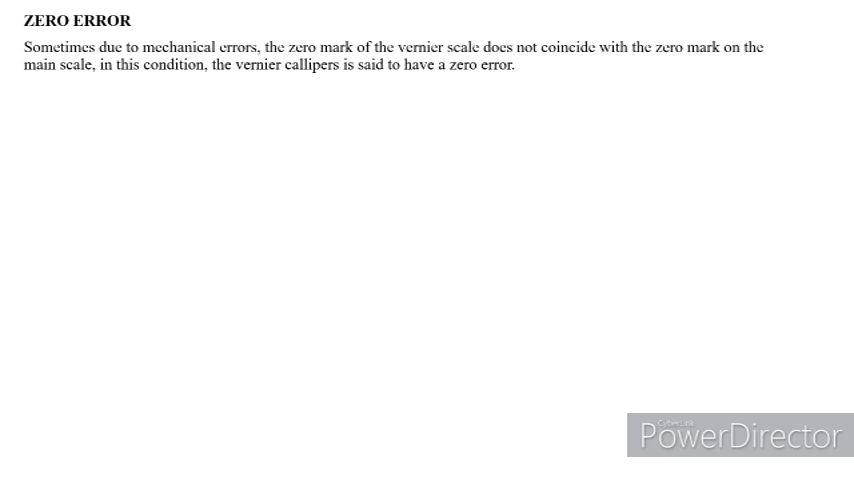 ZERO ERROR
Sometimes due to mechanical errors, the zero mark of the vernier scale does not coincide with the zero mark on the
main scale, in this condition, the vernier callipers is said to have a zero error.
CyberLink
PowerDirector